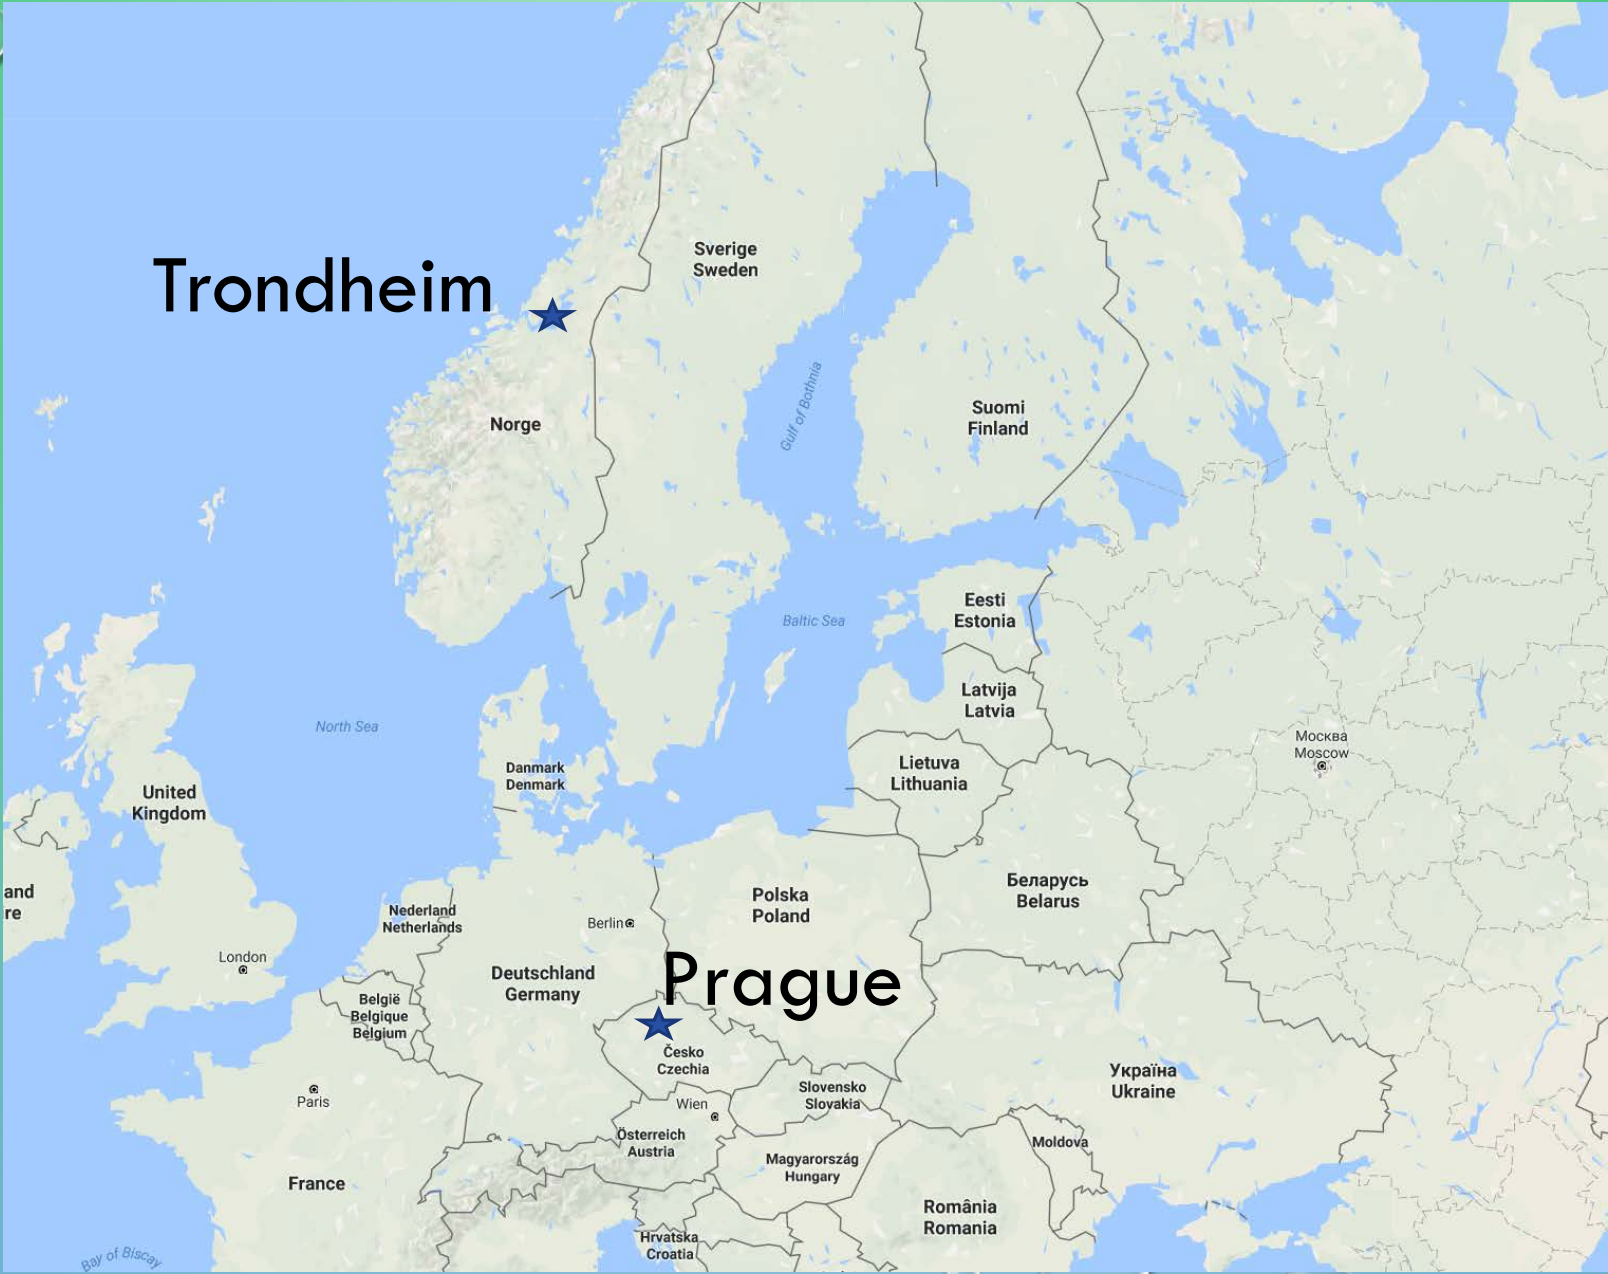 Sverige
Sweden
Trondheim
Gulf of Bothnia
Suomi
Finland
Norge
Eesti
Estonia
Baltic Sea
Latvija
Latvia
North Sea
Москва
Moscow
Lietuva
Lithuania
Danmark
Denmark
United
Kingdom
Беларусь
Belarus
and
re
Polska
Poland
Nederland
Netherlands
Berlin
London
Prague
Deutschland
Germany
België
Belgique
Belgium
Česko
Czechia
Україна
Ukraine
Paris
Slovensko
Slovakia
Wien
Österreich
Austria
Moldova
Magyarország
Hungary
France
România
Romania
Hrvatska
Croatia
Bay of Biscay